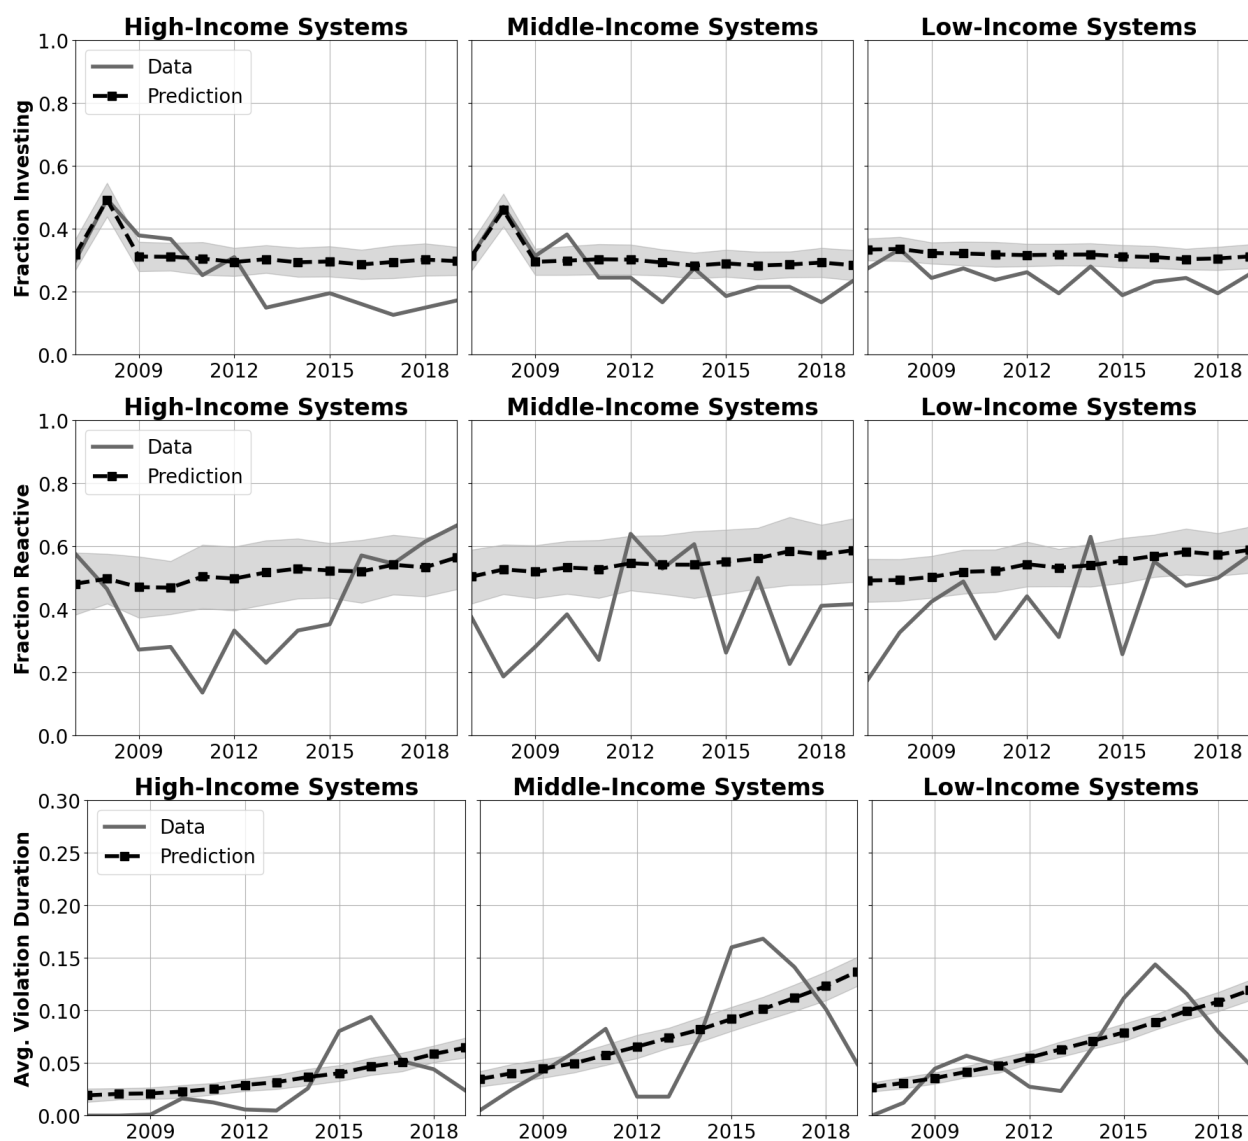 High-Income Systems Middle-Income Systems Low-Income Systems
1.0
Data
Prediction
0.8
0.6
0.4
0.2
0.0
Fraction Investing
2009 2012 2015 2018 2009 2012 2015 2018 2009 2012 2015 2018
High-Income Systems Middle-Income Systems Low-Income Systems
1.0
Data
Prediction
0.8
0.6
0.4
0.2
0.0
Fraction Reactive
2009 2012 2015 2018 2009 2012 2015 2018 2009 2012 2015 2018
High-Income Systems Middle-Income Systems Low-Income Systems
0.30
Data
Prediction
0.25
0.20
0.15
0.10
0.05
0.00
Avg. Violation Duration
2009 2012 2015 2018 2009 2012 2015 2018 2009 2012 2015 2018